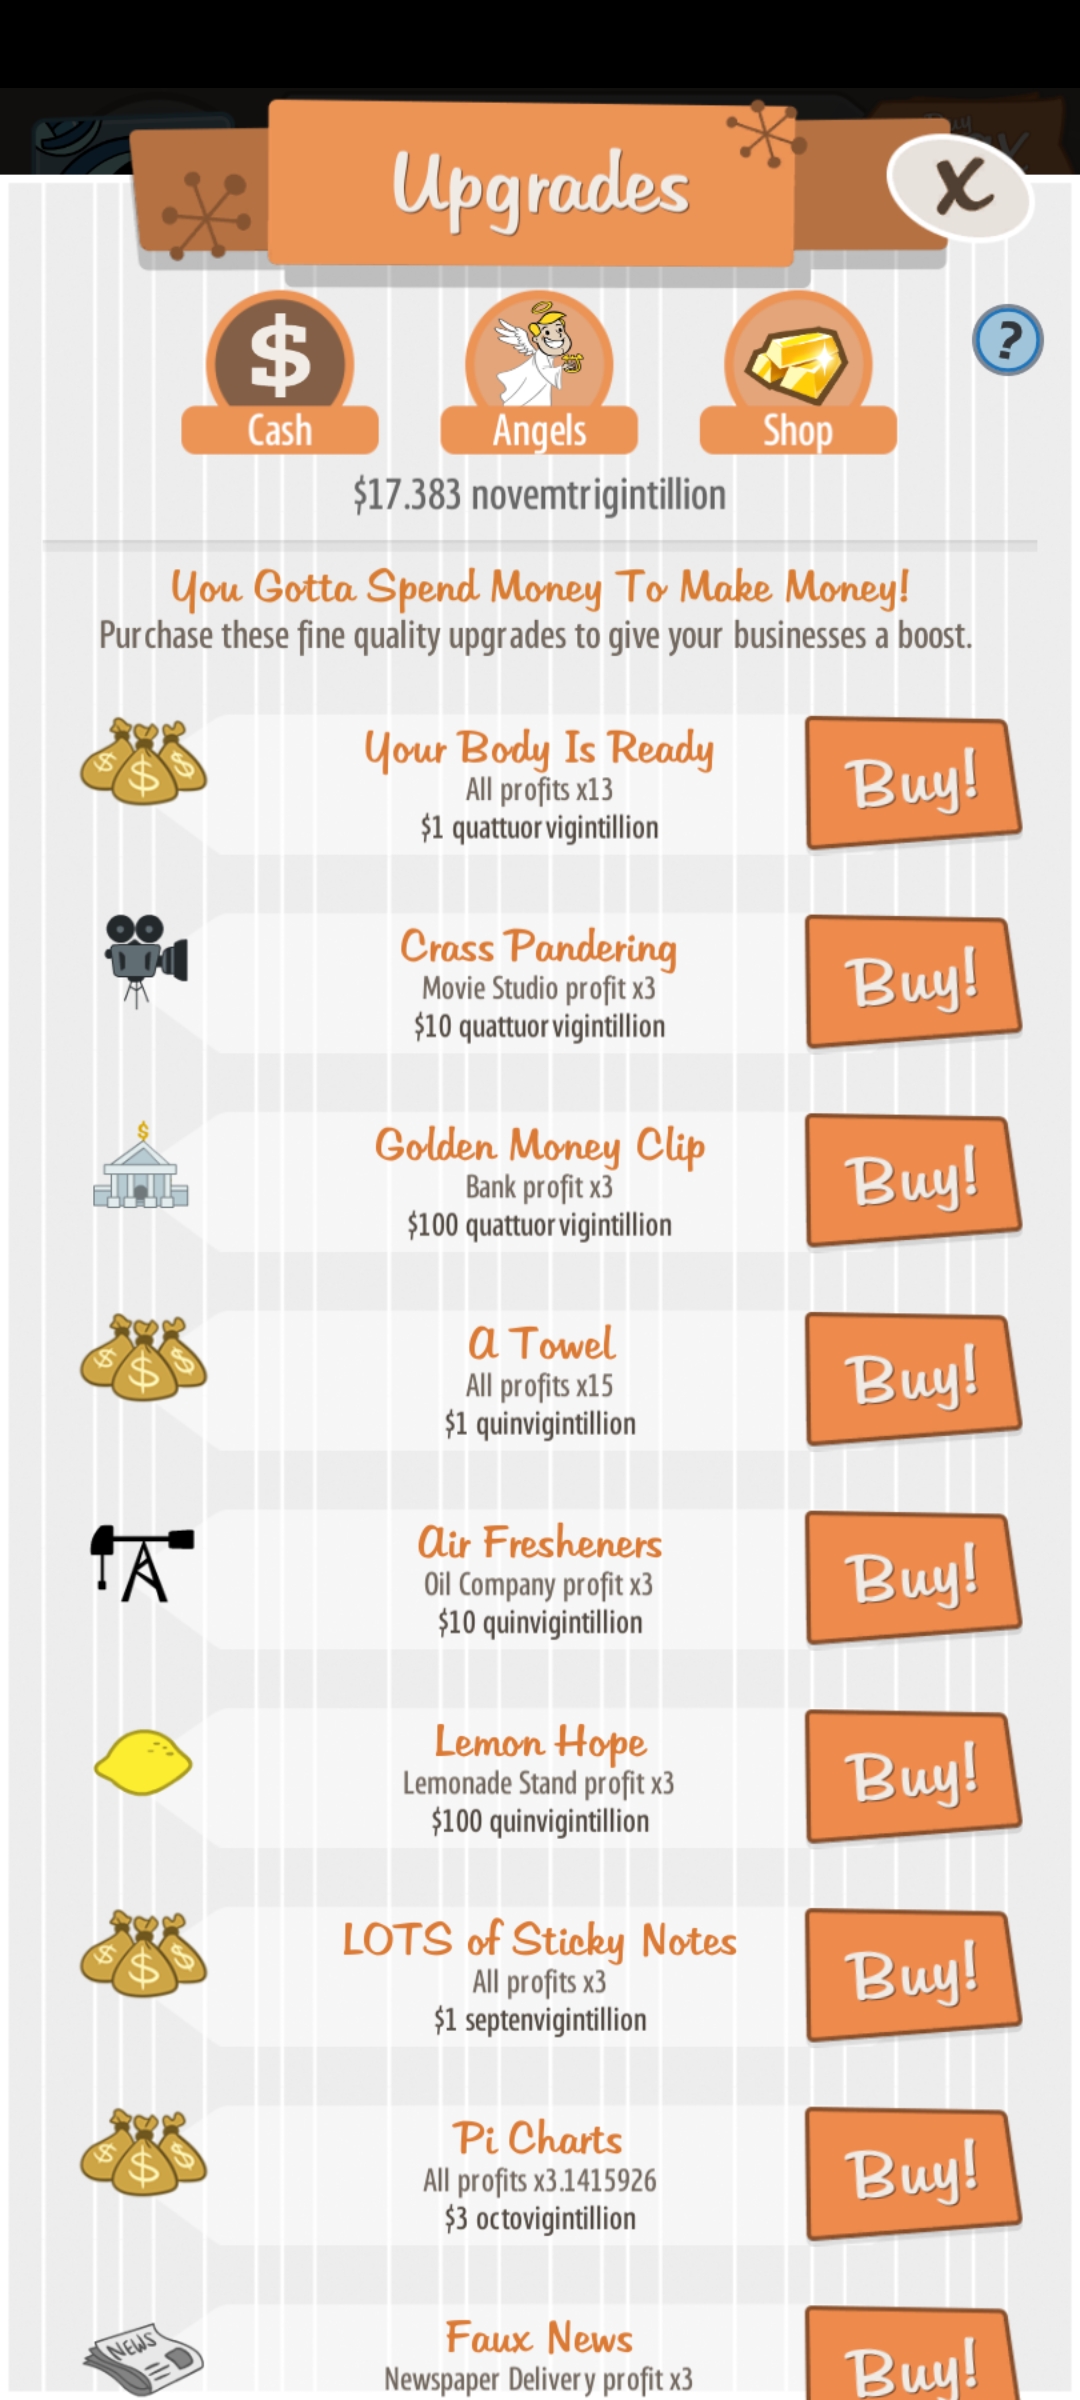 Buy
Upgrades
X
$
?
Cash
Angels
Shop
$17.383 novemtrigintillion
You Gotta Spend Money To Make Money!
Purchase these fine quality upgrades to give your businesses a boost.
Your Body Is Ready
All profits x13
$1 quattuorvigintillion
Buy!
Crass Pandering
Movie Studio profit x3
$10 quattuorvigintillion
Buy!
Golden Money Clip
Bank profit x3
$100 quattuorvigintillion
Buy!
A Towel
All profits x15
$1 quinvigintillion
Buy!
Air Fresheners
Oil Company profit x3
$10 quinvigintillion
Buy!
Lemon Hope
Lemonade Stand profit x3
$100 quinvigintillion
Buy!
LOTS of Sticky Notes
All profits x3
$1 septenvigintillion
Buy!
Pi Charts
All profits x3.1415926
$3 octovigintillion
Buy!
NEWS
Faux News
Newspaper Delivery profit x3
Buy!